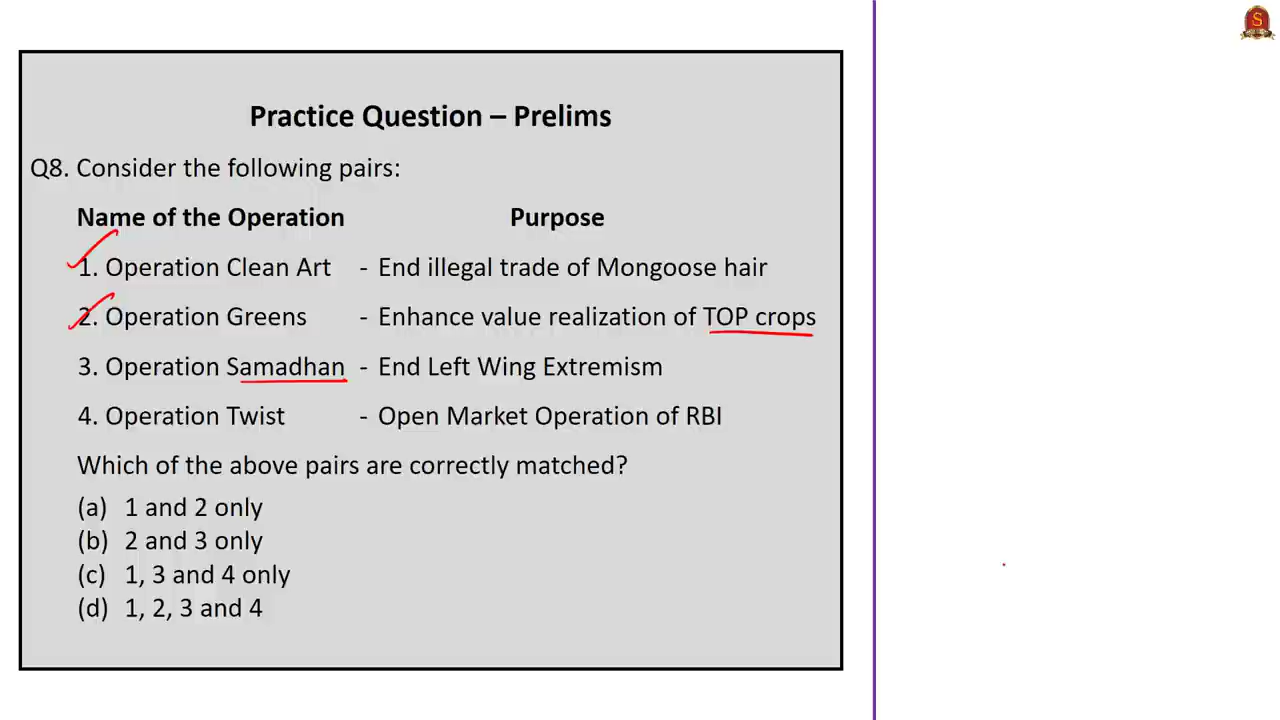 Practice Question – Prelims
Q8. Consider the following pairs:
Name of the Operation Purpose
1. Operation Clean Art - End illegal trade of Mongoose hair
2. Operation Greens - Enhance value realization of TOP crops
3. Operation Samadhan - End Left Wing Extremism
4. Operation Twist - Open Market Operation of RBI
Which of the above pairs are correctly matched?
(a) 1 and 2 only
(b) 2 and 3 only
(c) 1, 3 and 4 only
(d) 1, 2, 3 and 4
S